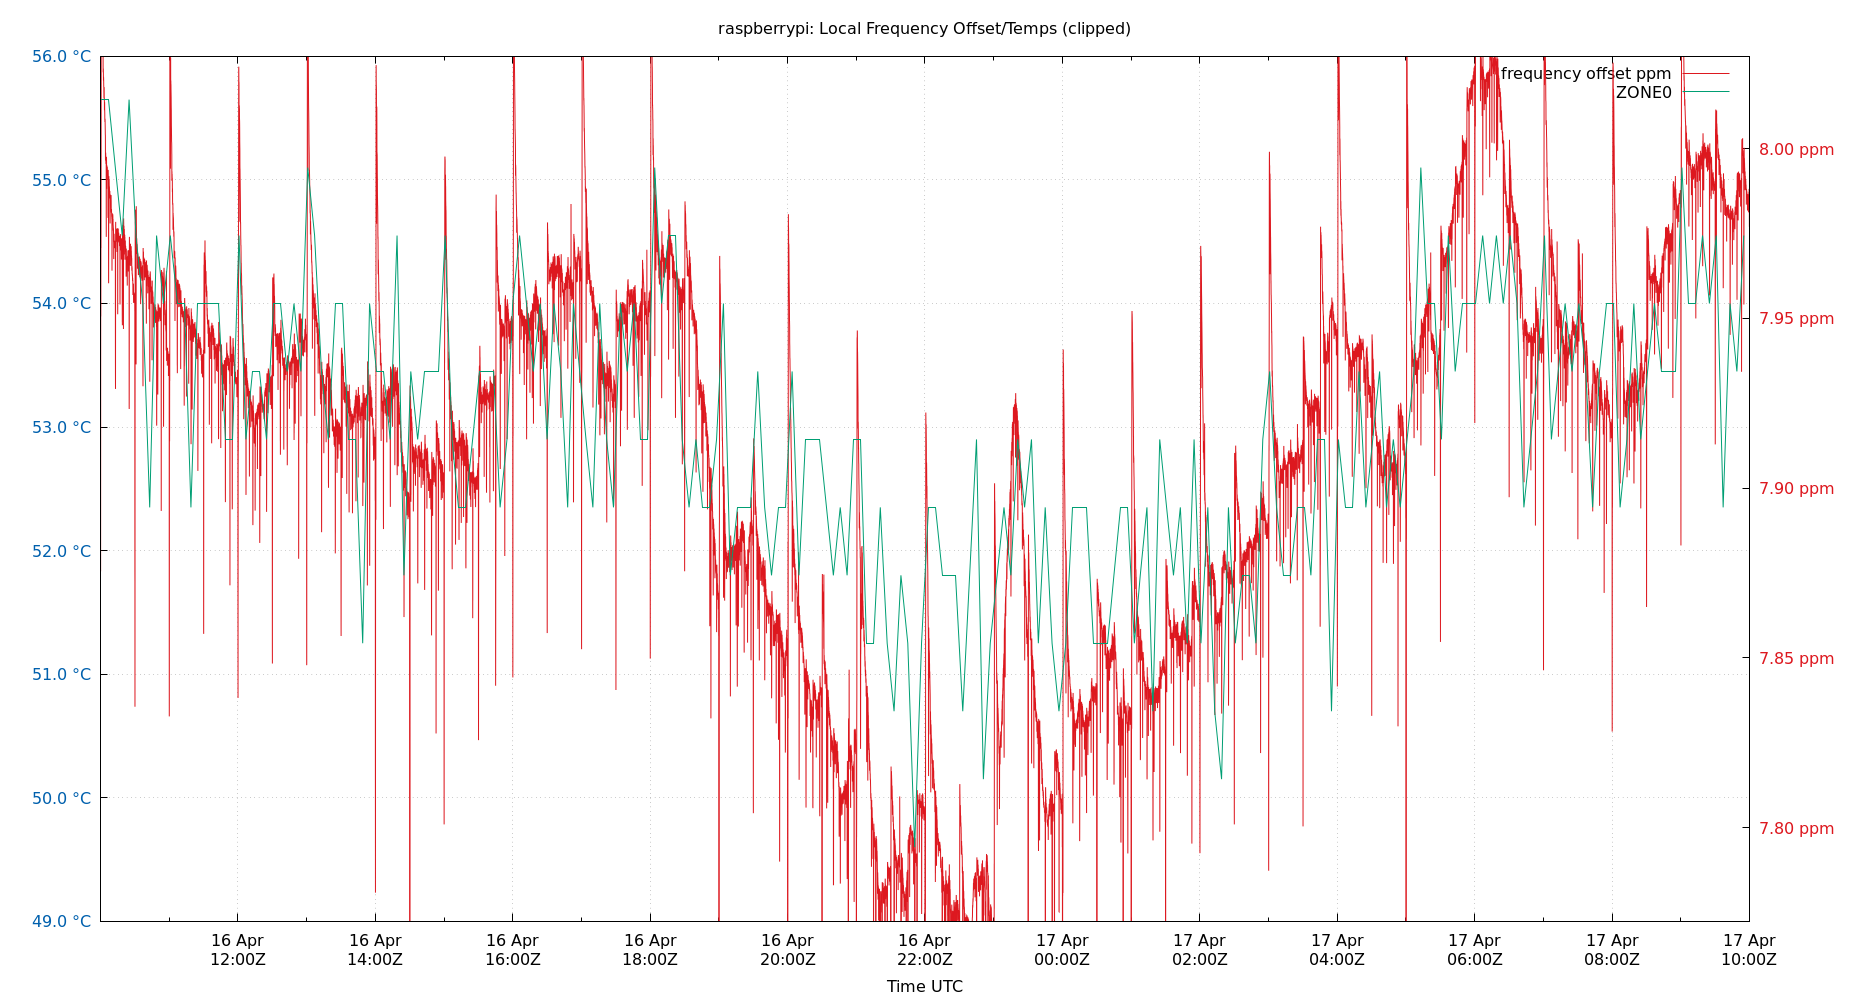 raspberrypi: Local Frequency Offset/Temps (clipped)
56.0 °C
55.0 °C
54.0 °C
53.0 °C
52.0 °C
51.0 °C
50.0 °C
49.0 °C
frequency offset ppm
ZONE0
8.00 ppm
7.95 ppm
7.90 ppm
7.85 ppm
7.80 ppm
16 Apr
12:00Z
16 Apr
14:00Z
16 Apr
16:00Z
16 Apr
18:00Z
16 Apr
20:00Z
16 Apr
22:00Z
17 Apr
00:00Z
17 Apr
02:00Z
17 Apr
04:00Z
17 Apr
06:00Z
17 Apr
08:00Z
17 Apr
10:00Z
Time UTC